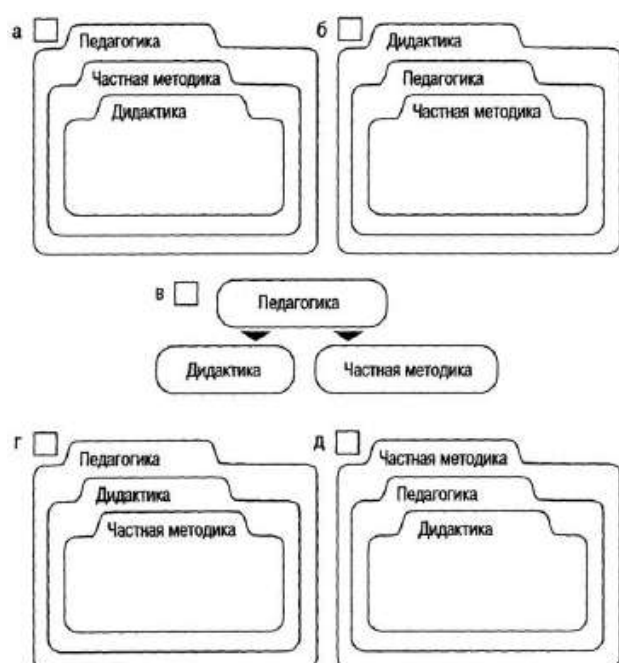 а
Педагогика
Частная методика
Дидактика
б
Дидактика
Педагогика
Частная методика
в
Педагогика
Дидактика
Частная методика
г
Педагогика
Дидактика
Частная методика
д
Частная методика
Педагогика
Дидактика